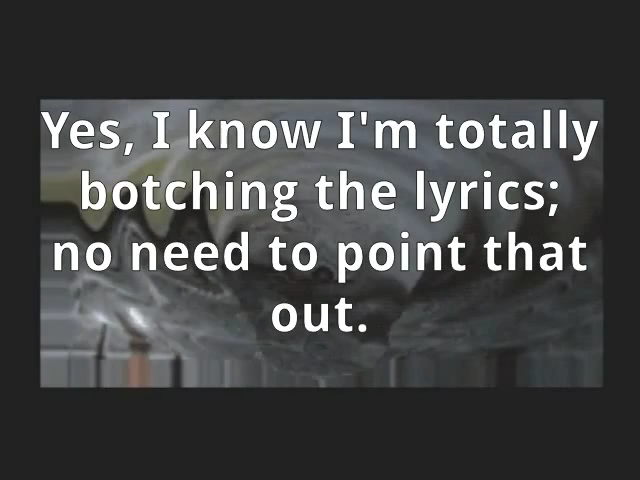 Yes, I know I'm totally
botching the lyrics;
no need to point that
out.